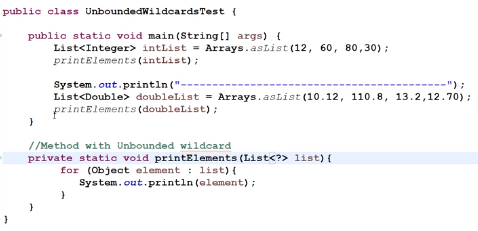 public class UnboundedWildcardsTest {
public static void main(String[] args) {
List<Integer> intList = Arrays.asList(12, 60, 80,30);
printElements(intList);
System.out.println("----------------------------------------");
List<Double> doubleList = Arrays.asList(10.12, 110.8, 13.2,12.70);
printElements(doubleList);
}
//Method with Unbounded wildcard
private static void printElements(List<?> list){
for (Object element : list){
System.out.println(element);
}
}
}